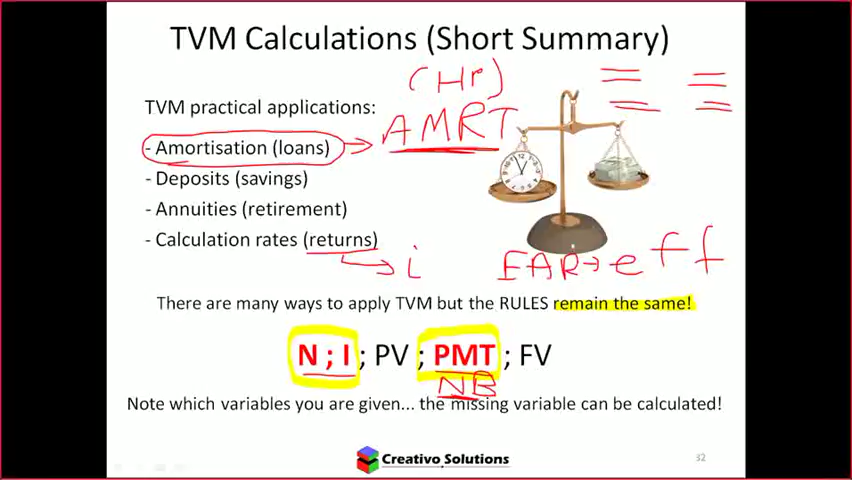 TVM Calculations (Short Summary)
(HP)
TVM practical applications:
AMRT
- Amortisation (loans)
- Deposits (savings)
- Annuities (retirement)
- Calculation rates (returns)
i
EAR → eff
There are many ways to apply TVM but the RULES remain the same!
N ; I ; PV ; PMT ; FV
NB
Note which variables you are given... the missing variable can be calculated!
Creativo Solutions
32